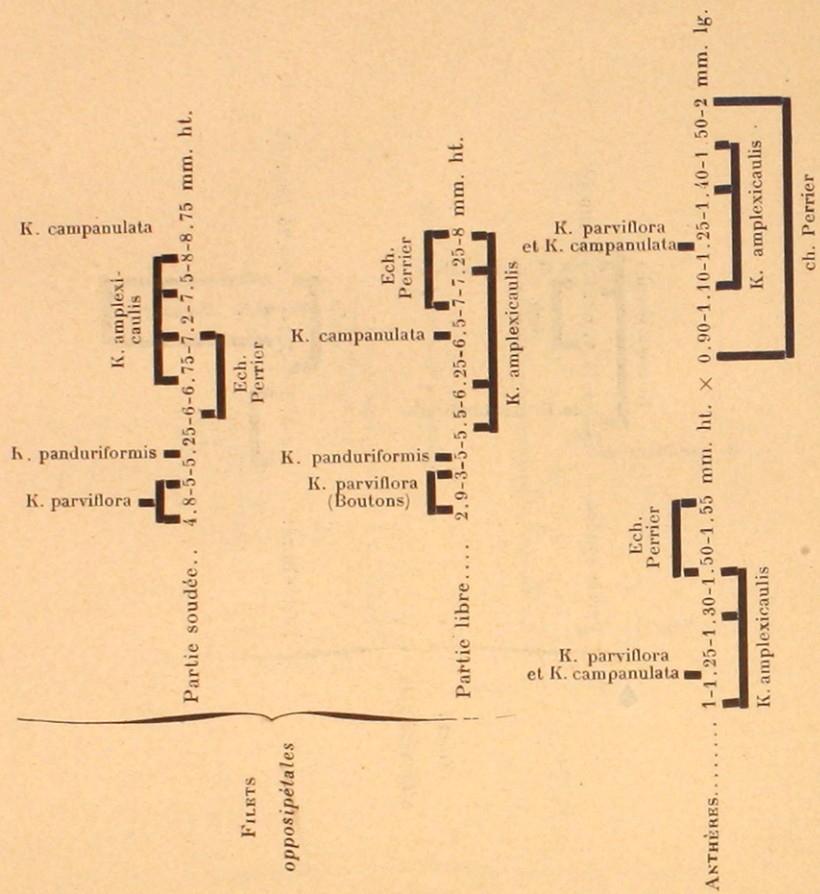 FILETS
opposipétales
K. parviflora
K. panduriformis
K. amplexi-
caulis
K. campanulata
Partie soudée.. 4.8-5-5.25-6-6.75-7.2-7.5-8-8.75 mm. ht.
Ech.
Perrier
K. parviflora
(Boutons)
K. panduriformis
K. campanulata
Ech.
Perrier
Partie libre.... 2.9-3-5-5.5-6.25-6.5-7-7.25-8 mm. ht.
K. amplexicaulis
K. parviflora
et K. campanulata
Ech.
Perrier
K. parviflora
et K. campanulata
ANTHÈRES........ 1-1.25-1.30-1.50-1.55 mm. ht. × 0.90-1.10-1.25-1.40-1.50-2 mm. lg.
K. amplexicaulis
K. amplexicaulis
ch. Perrier